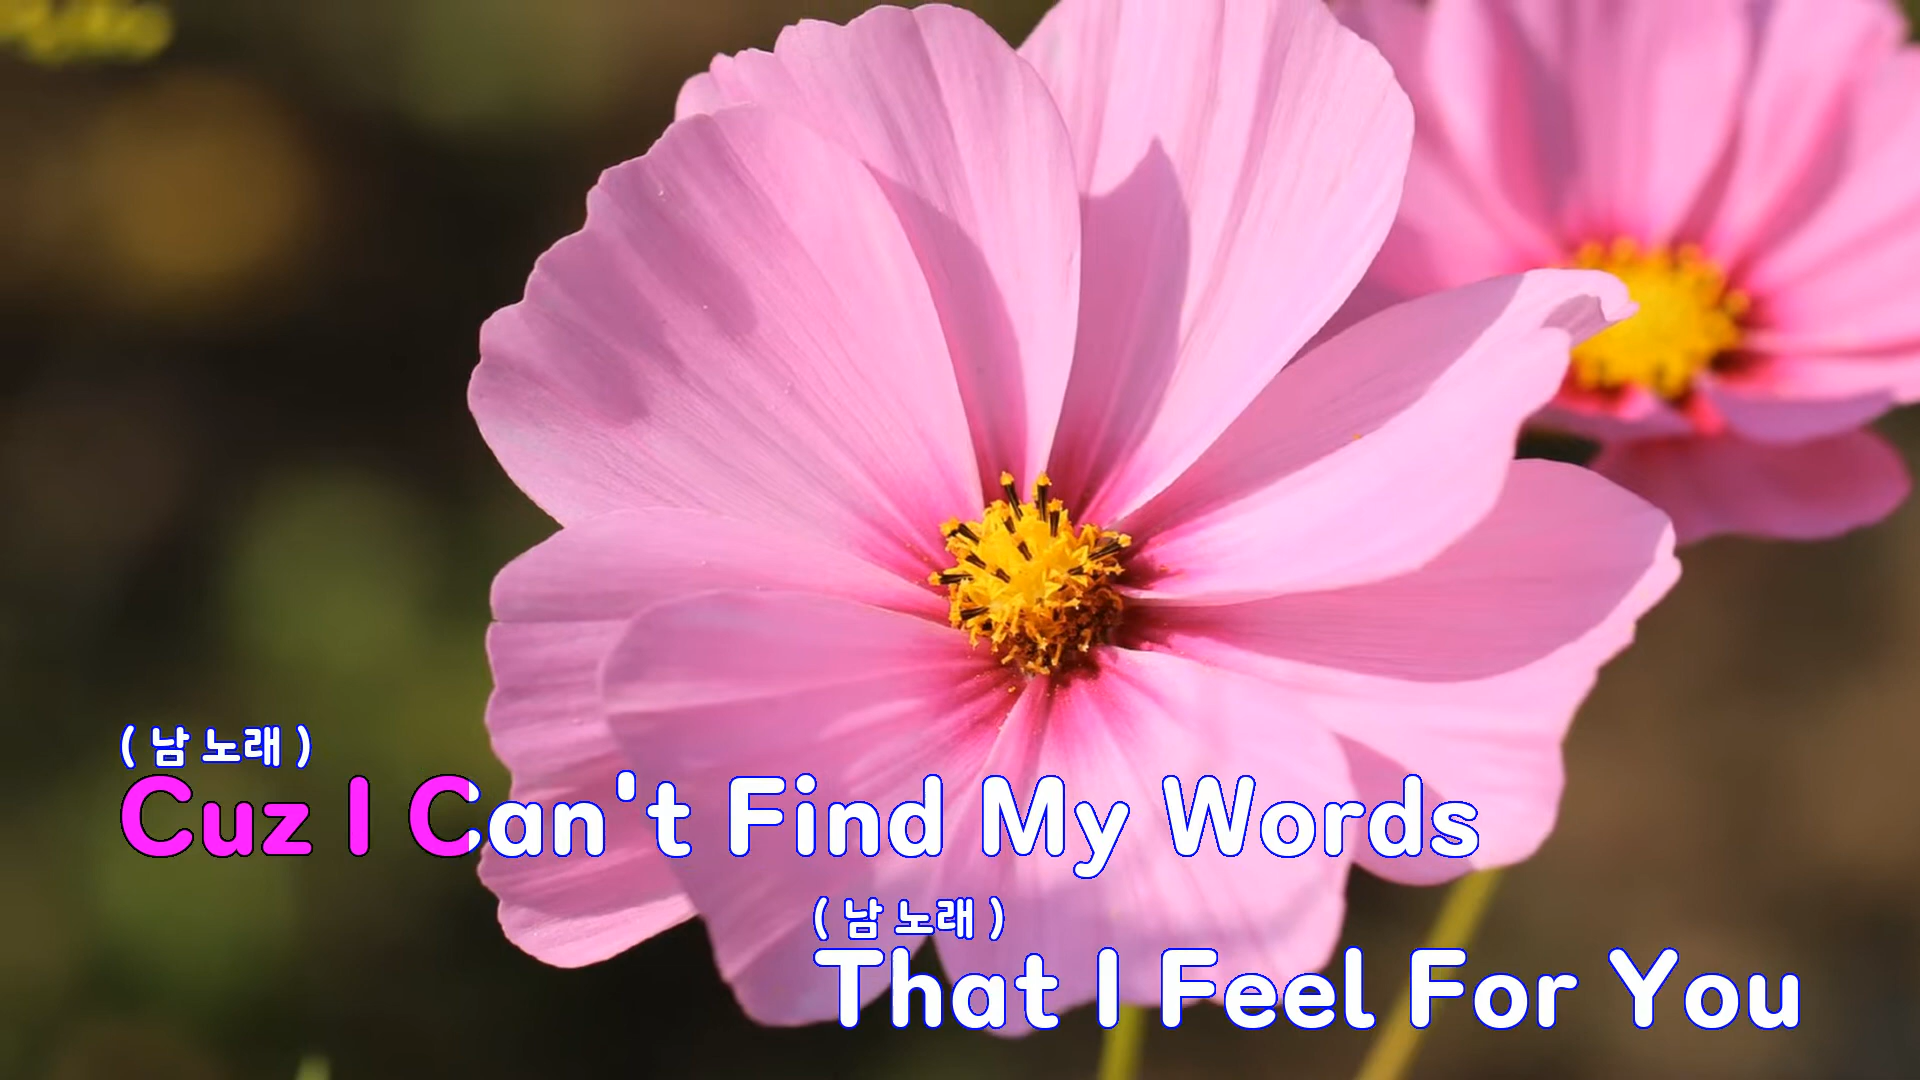 ( 남 노래 )
Cuz I Can't Find My Words
( 남 노래 )
That I Feel For You